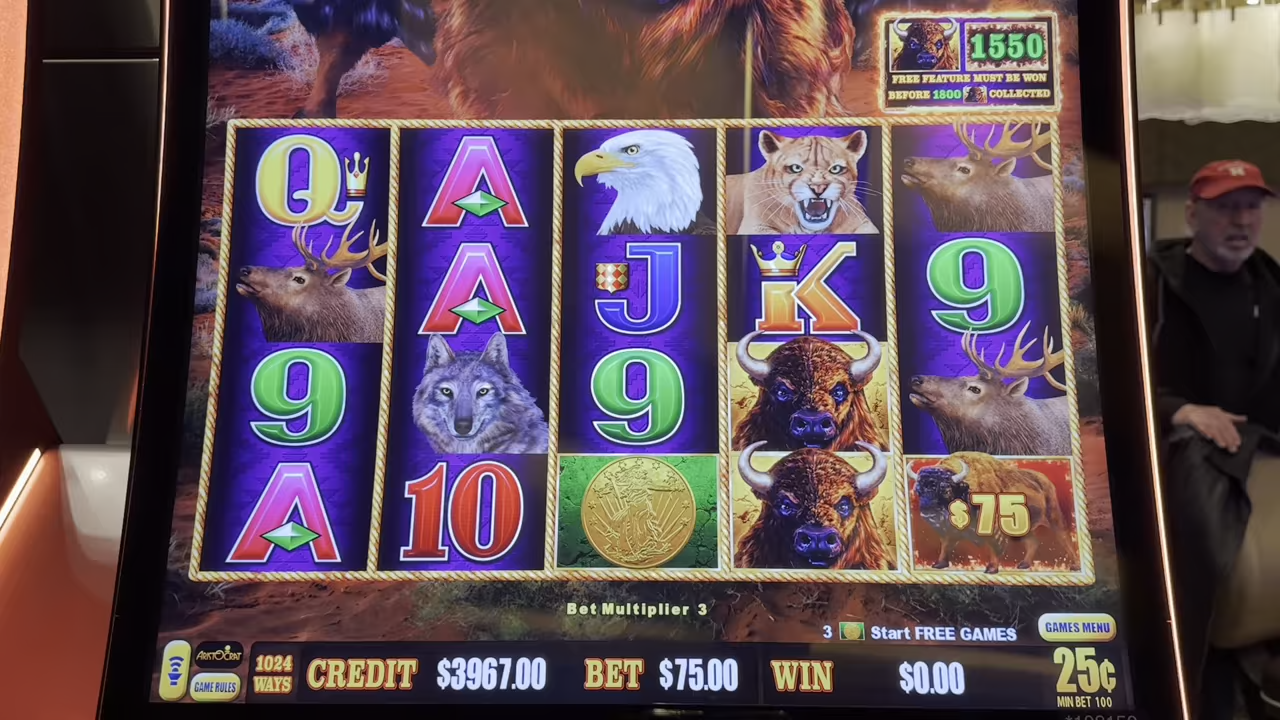 1550
FREE FEATURE MUST BE WON
BEFORE 1800 COLLECTED
Q A
A J K 9
9 9
A 10 $75
Bet Multiplier 3
3 Start FREE GAMES
GAMES MENU
ARISTOCRAT
GAME RULES
1024
WAYS
CREDIT $3967.00 BET $75.00 WIN $0.00
25¢
MIN BET 100